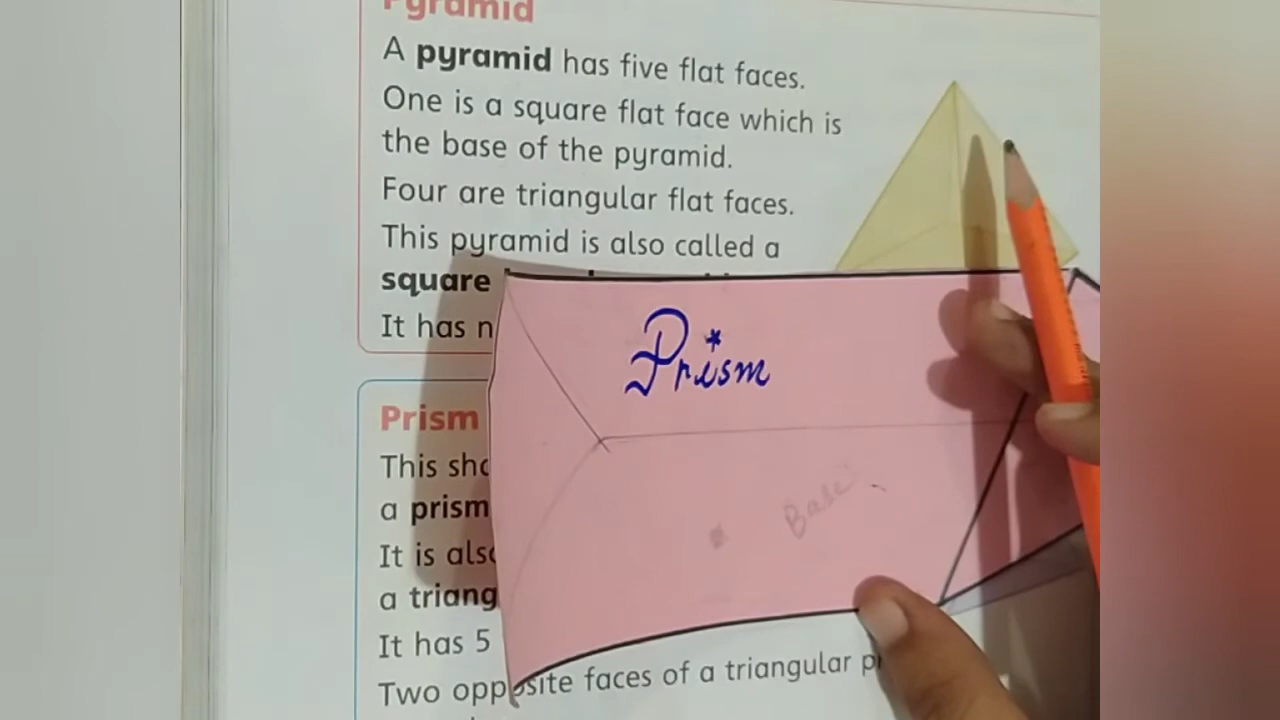 Pyramid
A pyramid has five flat faces.
One is a square flat face which is
the base of the pyramid.
Four are triangular flat faces.
This pyramid is also called a
square
It has n
Prism
Prism
Base
This sho
a prism
It is also
a triang
It has 5
Two opposite faces of a triangular p